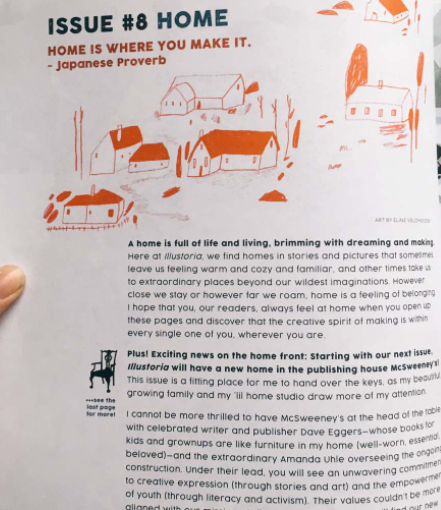 ISSUE #8 HOME
HOME IS WHERE YOU MAKE IT.
- Japanese Proverb
ART BY ELAN
A home is full of life and living, brimming with dreaming and making.
Here at Illustoria, we find homes in stories and pictures that sometimes
leave us feeling warm and cozy and familiar, and other times take us
to extraordinary places beyond our wildest imaginations. However
close we stay or however far we roam, home is a feeling of belonging.
I hope that you, our readers, always feel at home when you open up
these pages and discover that the creative spirit of making is within
every single one of you, wherever you are.
Plus! Exciting news on the home front: Starting with our next issue,
Illustoria will have a new home in the publishing house McSweeney's!
This issue is a fitting place for me to hand over the keys, as my beautiful
growing family and my 'lil home studio draw more of my attention.
see the
last page
for more!
I cannot be more thrilled to have McSweeney's at the head of the table
with celebrated writer and publisher Dave Eggers—whose books for
kids and grownups are like furniture in my home (well-worn, essential,
beloved)—and the extraordinary Amanda Uhle overseeing the ongoing
construction. Under their lead, you will see an unwavering commitment
to creative expression (through stories and art) and the empowerment
of youth (through literacy and activism). Their values couldn't be more
aligned with our
find our new